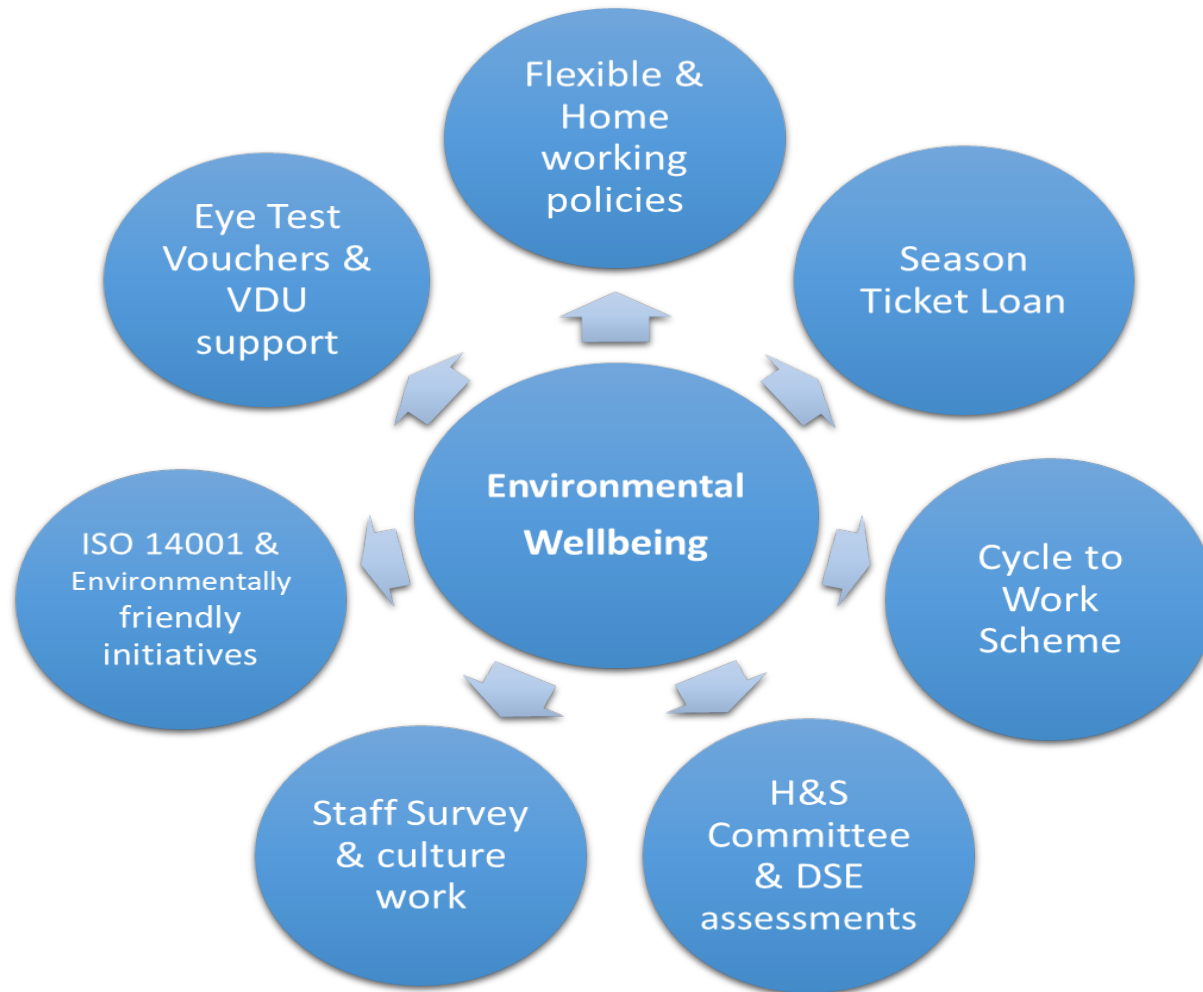 Flexible &
Home
working
policies
Season
Ticket Loan
Cycle to
Work
Scheme
H&S
Committee
& DSE
assessments
Staff Survey
& culture
work
ISO 14001 &
Environmentally
friendly
initiatives
Eye Test
Vouchers &
VDU
support
Environmental
Wellbeing